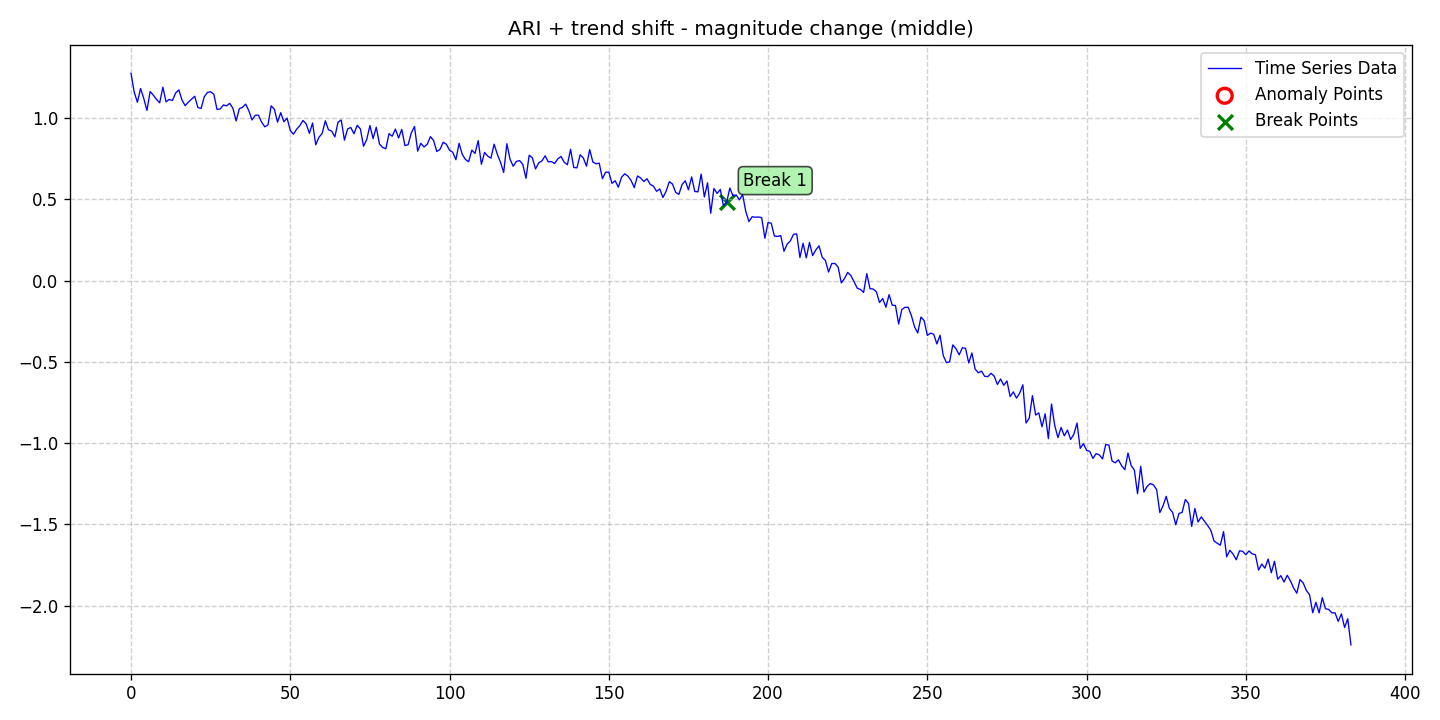 ARI + trend shift - magnitude change (middle)
Time Series Data
Anomaly Points
Break Points
Break 1
1.0
0.5
0.0
−0.5
−1.0
−1.5
−2.0
0 50 100 150 200 250 300 350 400